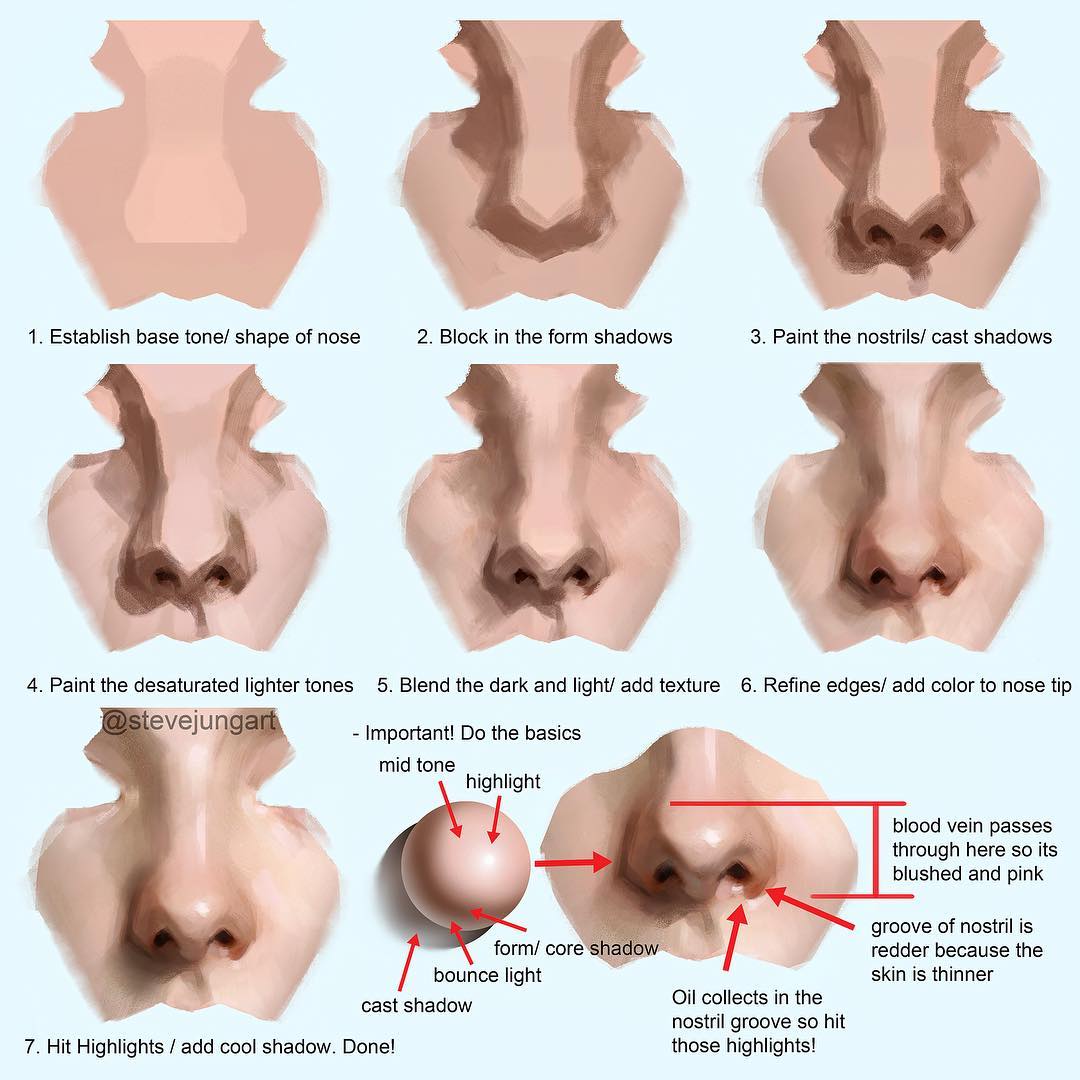 1. Establish base tone/ shape of nose
2. Block in the form shadows
3. Paint the nostrils/ cast shadows
4. Paint the desaturated lighter tones
5. Blend the dark and light/ add texture
6. Refine edges/ add color to nose tip
@stevejungart
7. Hit Highlights / add cool shadow. Done!
- Important! Do the basics
mid tone
highlight
form/ core shadow
bounce light
cast shadow
blood vein passes
through here so its
blushed and pink
groove of nostril is
redder because the
skin is thinner
Oil collects in the
nostril groove so hit
those highlights!